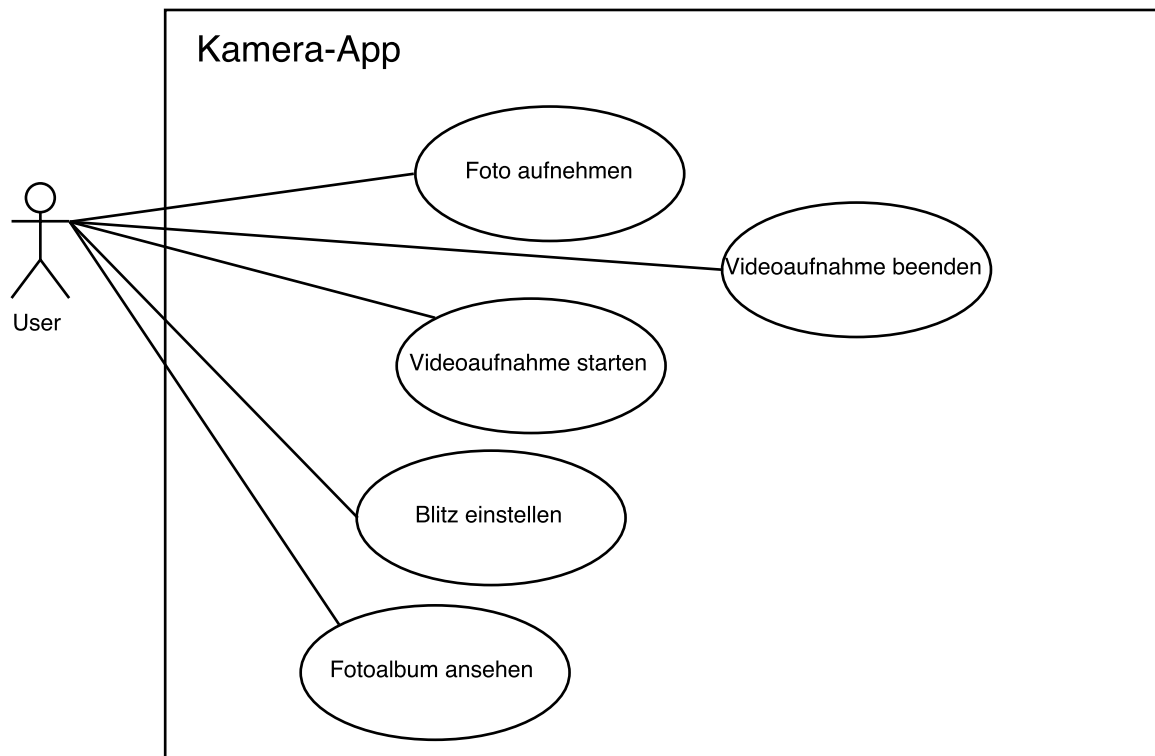 Kamera-App
Foto aufnehmen
Videoaufnahme beenden
User
Videoaufnahme starten
Blitz einstellen
Fotoalbum ansehen